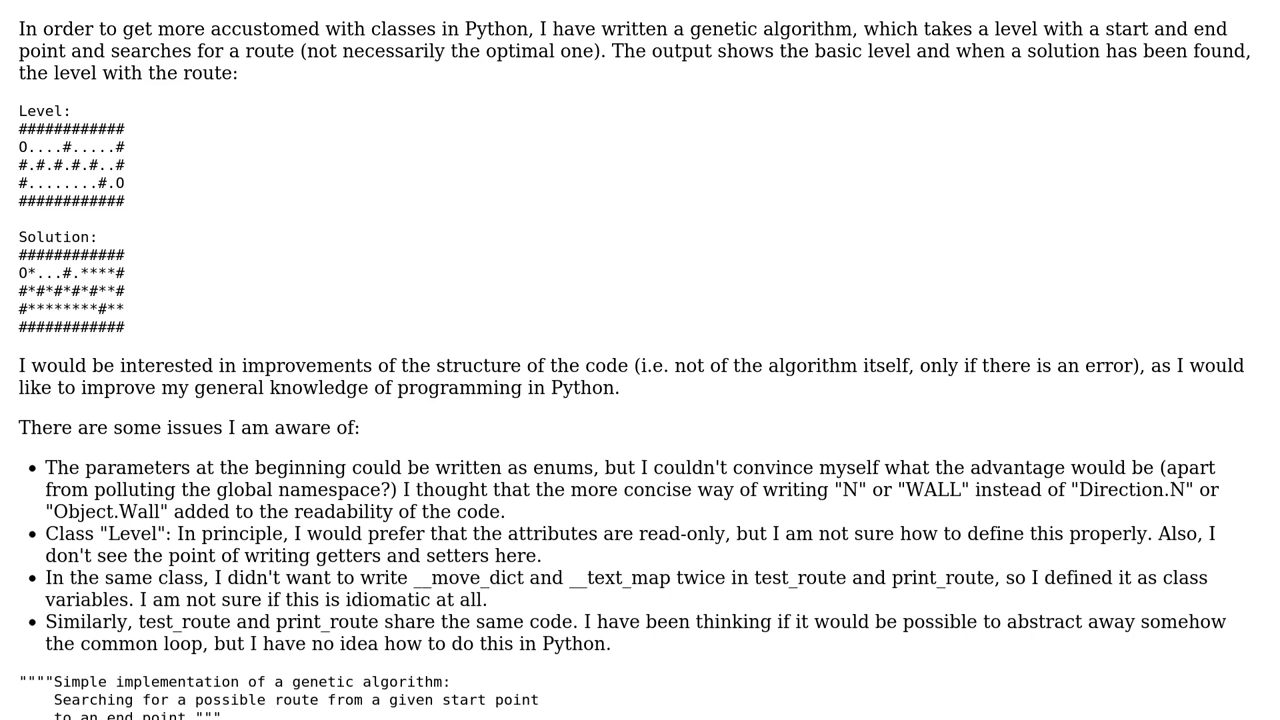 In order to get more accustomed with classes in Python, I have written a genetic algorithm, which takes a level with a start and end
point and searches for a route (not necessarily the optimal one). The output shows the basic level and when a solution has been found,
the level with the route:
Level:
############
O....#.....#
#.#.#.#.#..#
#........#.O
############
Solution:
############
O*...#.****#
#*#*#*#*#**#
#********#**
############
I would be interested in improvements of the structure of the code (i.e. not of the algorithm itself, only if there is an error), as I would
like to improve my general knowledge of programming in Python.
There are some issues I am aware of:
• The parameters at the beginning could be written as enums, but I couldn't convince myself what the advantage would be (apart
from polluting the global namespace?) I thought that the more concise way of writing "N" or "WALL" instead of "Direction.N" or
"Object.Wall" added to the readability of the code.
• Class "Level": In principle, I would prefer that the attributes are read-only, but I am not sure how to define this properly. Also, I
don't see the point of writing getters and setters here.
• In the same class, I didn't want to write __move_dict and __text_map twice in test_route and print_route, so I defined it as class
variables. I am not sure if this is idiomatic at all.
• Similarly, test_route and print_route share the same code. I have been thinking if it would be possible to abstract away somehow
the common loop, but I have no idea how to do this in Python.
""""Simple implementation of a genetic algorithm:
    Searching for a possible route from a given start point
    to an end point."""